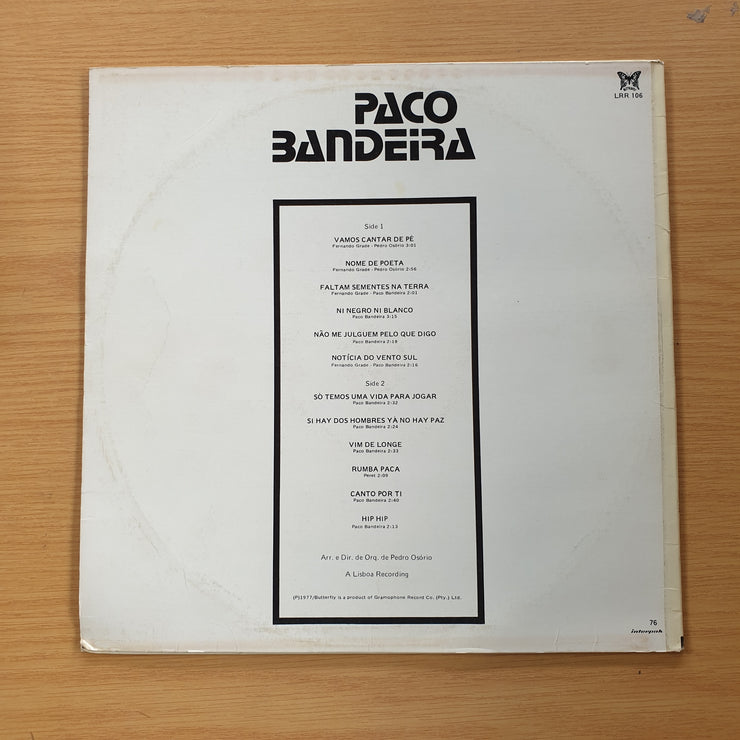 LRR 106
PACO
BANDEIRA
Side 1
VAMOS CANTAR DE PÉ
Fernando Grade - Pedro Osório 3:01
NOME DE POETA
Fernando Grade - Pedro Osório 2:56
FALTAM SEMENTES NA TERRA
Fernando Grade - Paco Bandeira 2:01
NI NEGRO NI BLANCO
Paco Bandeira 3:15
NÃO ME JULGUEM PELO QUE DIGO
Paco Bandeira 2:18
NOTÍCIA DO VENTO SUL
Fernando Grade - Paco Bandeira 2:16
Side 2
SÓ TEMOS UMA VIDA PARA JOGAR
Paco Bandeira 2:32
SI HAY DOS HOMBRES YÀ NO HAY PAZ
Paco Bandeira 2:24
VIM DE LONGE
Paco Bandeira 2:33
RUMBA PACA
Peret 2:09
CANTO POR TI
Paco Bandeira 2:40
HIP HIP
Paco Bandeira 2:13
Arr. e Dir. de Orq. de Pedro Osório
A Lisboa Recording
(P)1977/Butterfly is a product of Gramophone Record Co. (Pty.) Ltd.
76
interpak